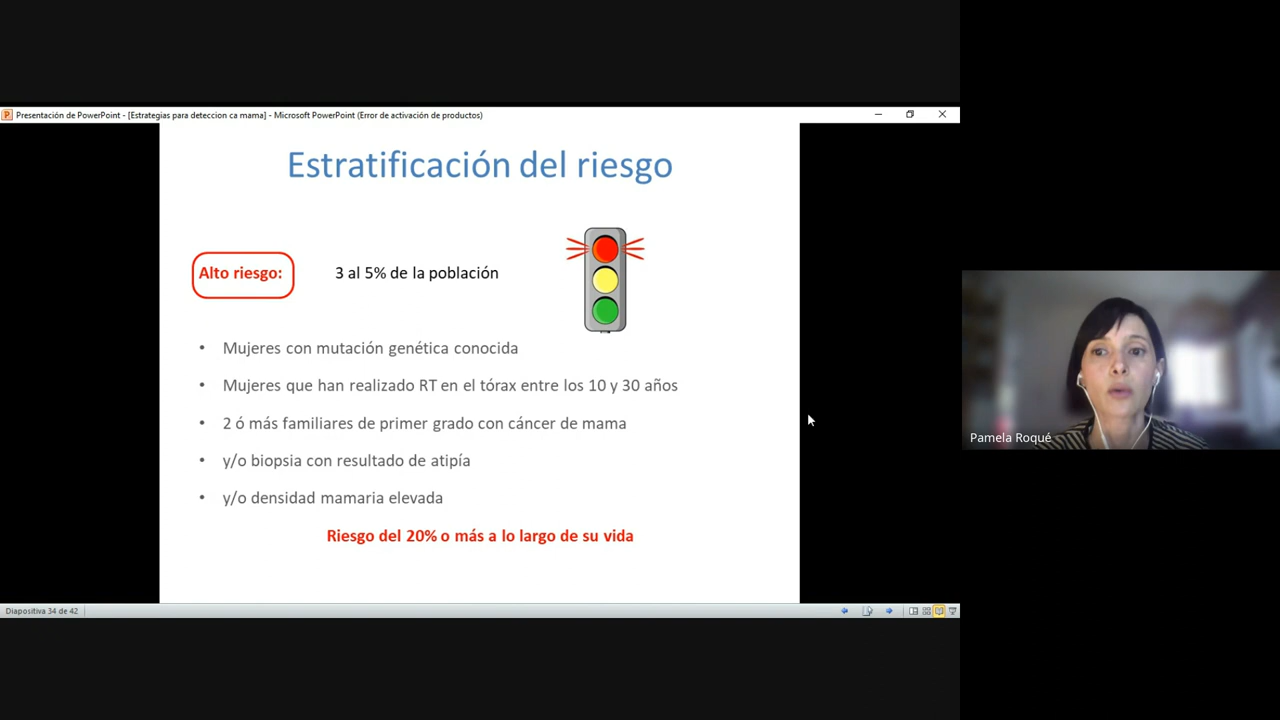 Presentación de PowerPoint - [Estrategias para deteccion ca mama] - Microsoft PowerPoint (Error de activación de productos)
Estratificación del riesgo
Alto riesgo: 3 al 5% de la población
• Mujeres con mutación genética conocida
• Mujeres que han realizado RT en el tórax entre los 10 y 30 años
• 2 ó más familiares de primer grado con cáncer de mama
• y/o biopsia con resultado de atipía
• y/o densidad mamaria elevada
Riesgo del 20% o más a lo largo de su vida
Pamela Roqué
Diapositiva 34 de 42